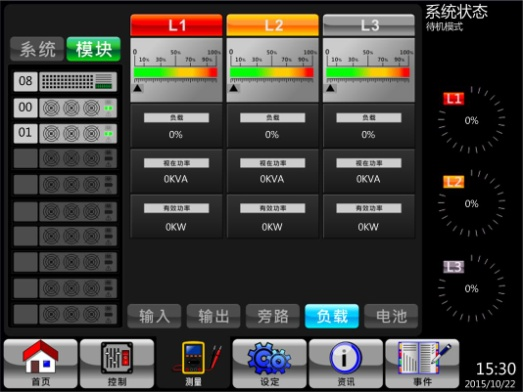 系统状态
待机模式
L1 L2 L3
系统 模块
0 50% 100% 0 50% 100% 0 50% 100%
10% 30% 70% 90% 10% 30% 70% 90% 10% 30% 70% 90%
08
00
01
负载 负载 负载
0% 0% 0%
视在功率 视在功率 视在功率
0KVA 0KVA 0KVA
有效功率 有效功率 有效功率
0KW 0KW 0KW
L1
0%
L2
0%
L3
0%
输入 输出 旁路 负载 电池
首页 控制 测量 设定 资讯 事件
15:30
2015/10/22